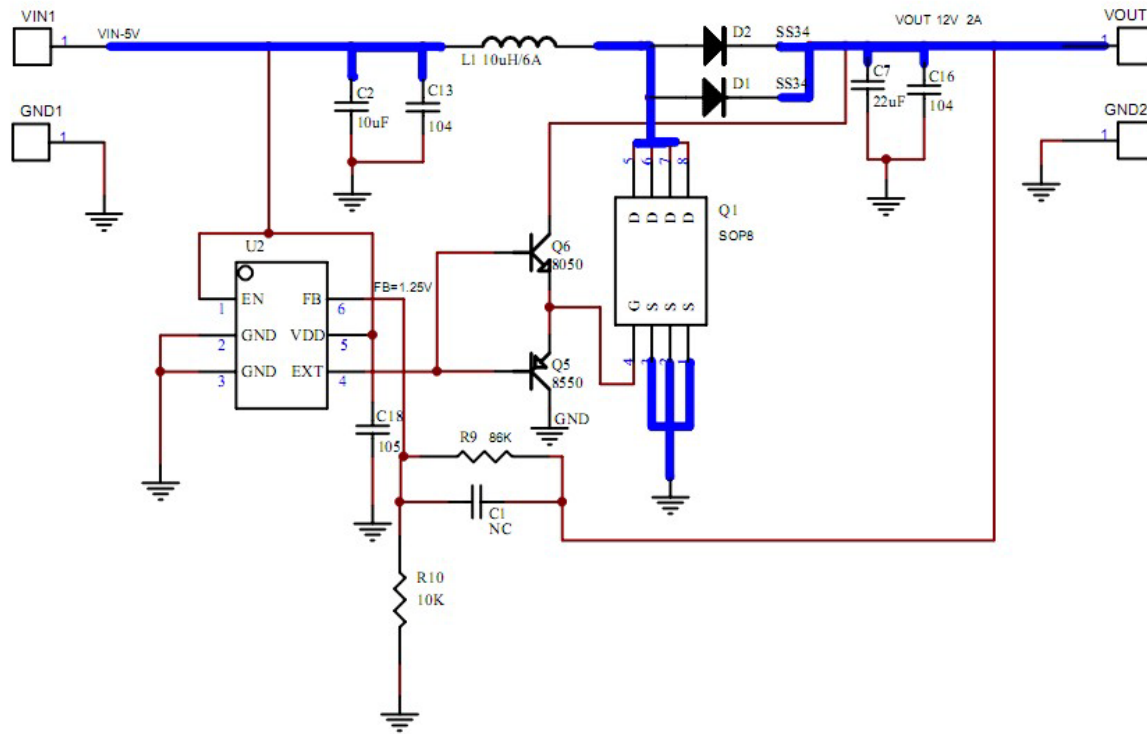 VIN1
1
VIN-5V
L1 10uH/6A
D2
SS34
D1
SS34
VOUT 12V 2A
VOUT
1
C2
10uF
C13
104
C7
22uF
C16
104
GND1
1
GND2
1
5
6
7
8
D
D
D
D
Q1
SOP8
G
S
S
S
4
3
2
1
U2
EN
1
GND
2
GND
3
FB
6
VDD
5
EXT
4
FB=1.25V
Q6
8050
Q5
8550
GND
C18
105
R9 86K
C1
NC
R10
10K